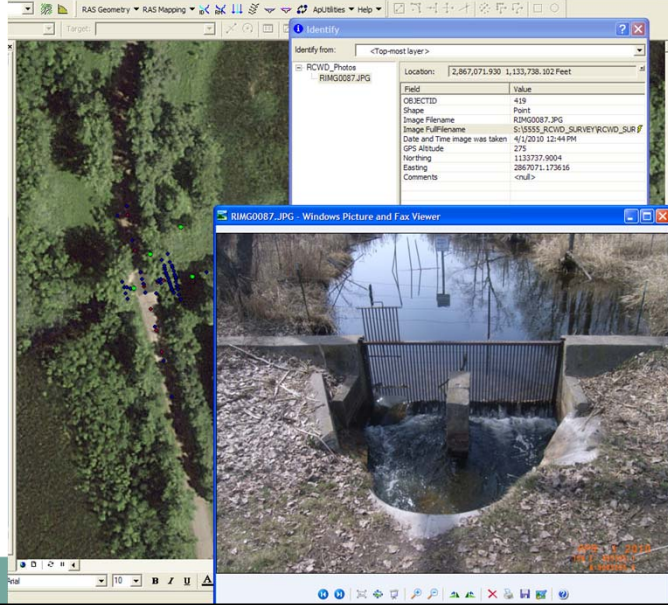 RAS Geometry RAS Mapping ApUtilities Help
Target:
Identify
Identify from: <Top-most layer>
RCWD_Photos
RIMG0087.JPG
Location: 2,867,071.930 1,133,738.102 Feet
Field Value
OBJECTID 419
Shape Point
Image Filename RIMG0087.JPG
Image FullFilename S:\5555_RCWD_SURVEY\RCWD_SUR
Date and Time image was taken 4/1/2010 12:44 PM
GPS Altitude 275
Northing 1133737.9004
Easting 2867071.173616
Comments <null>
RIMG0087.JPG - Windows Picture and Fax Viewer
2010
Arial 10 B I U A